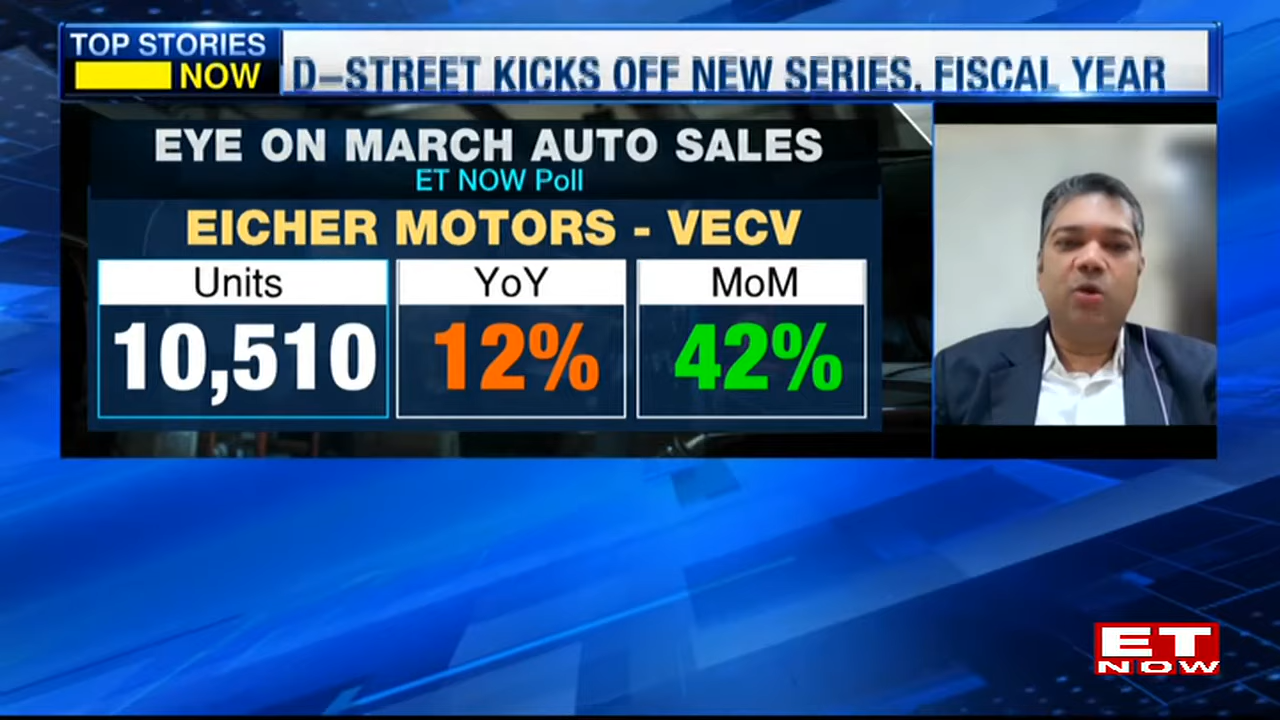 TOP STORIES
NOW
D-STREET KICKS OFF NEW SERIES, FISCAL YEAR
EYE ON MARCH AUTO SALES
ET NOW Poll
EICHER MOTORS - VECV
Units YoY MoM
10,510 12% 42%
ET
NOW